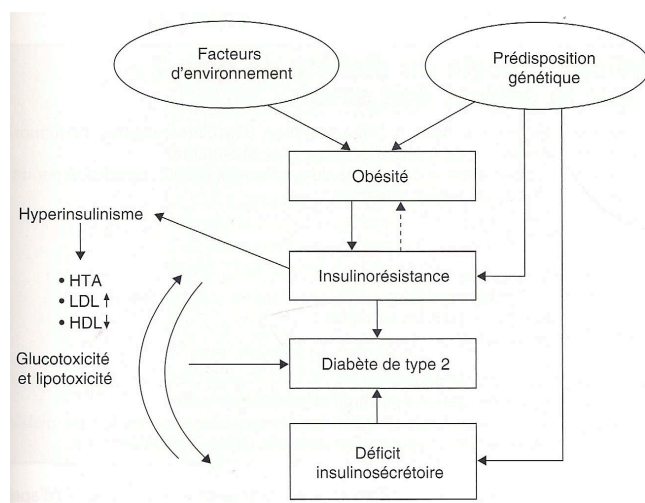 Facteurs
d'environnement
Prédisposition
génétique
Obésité
Hyperinsulinisme
Insulinorésistance
• HTA
• LDL ↑
• HDL ↓
Glucotoxicité
et lipotoxicité
Diabète de type 2
Déficit
insulinosécrétoire